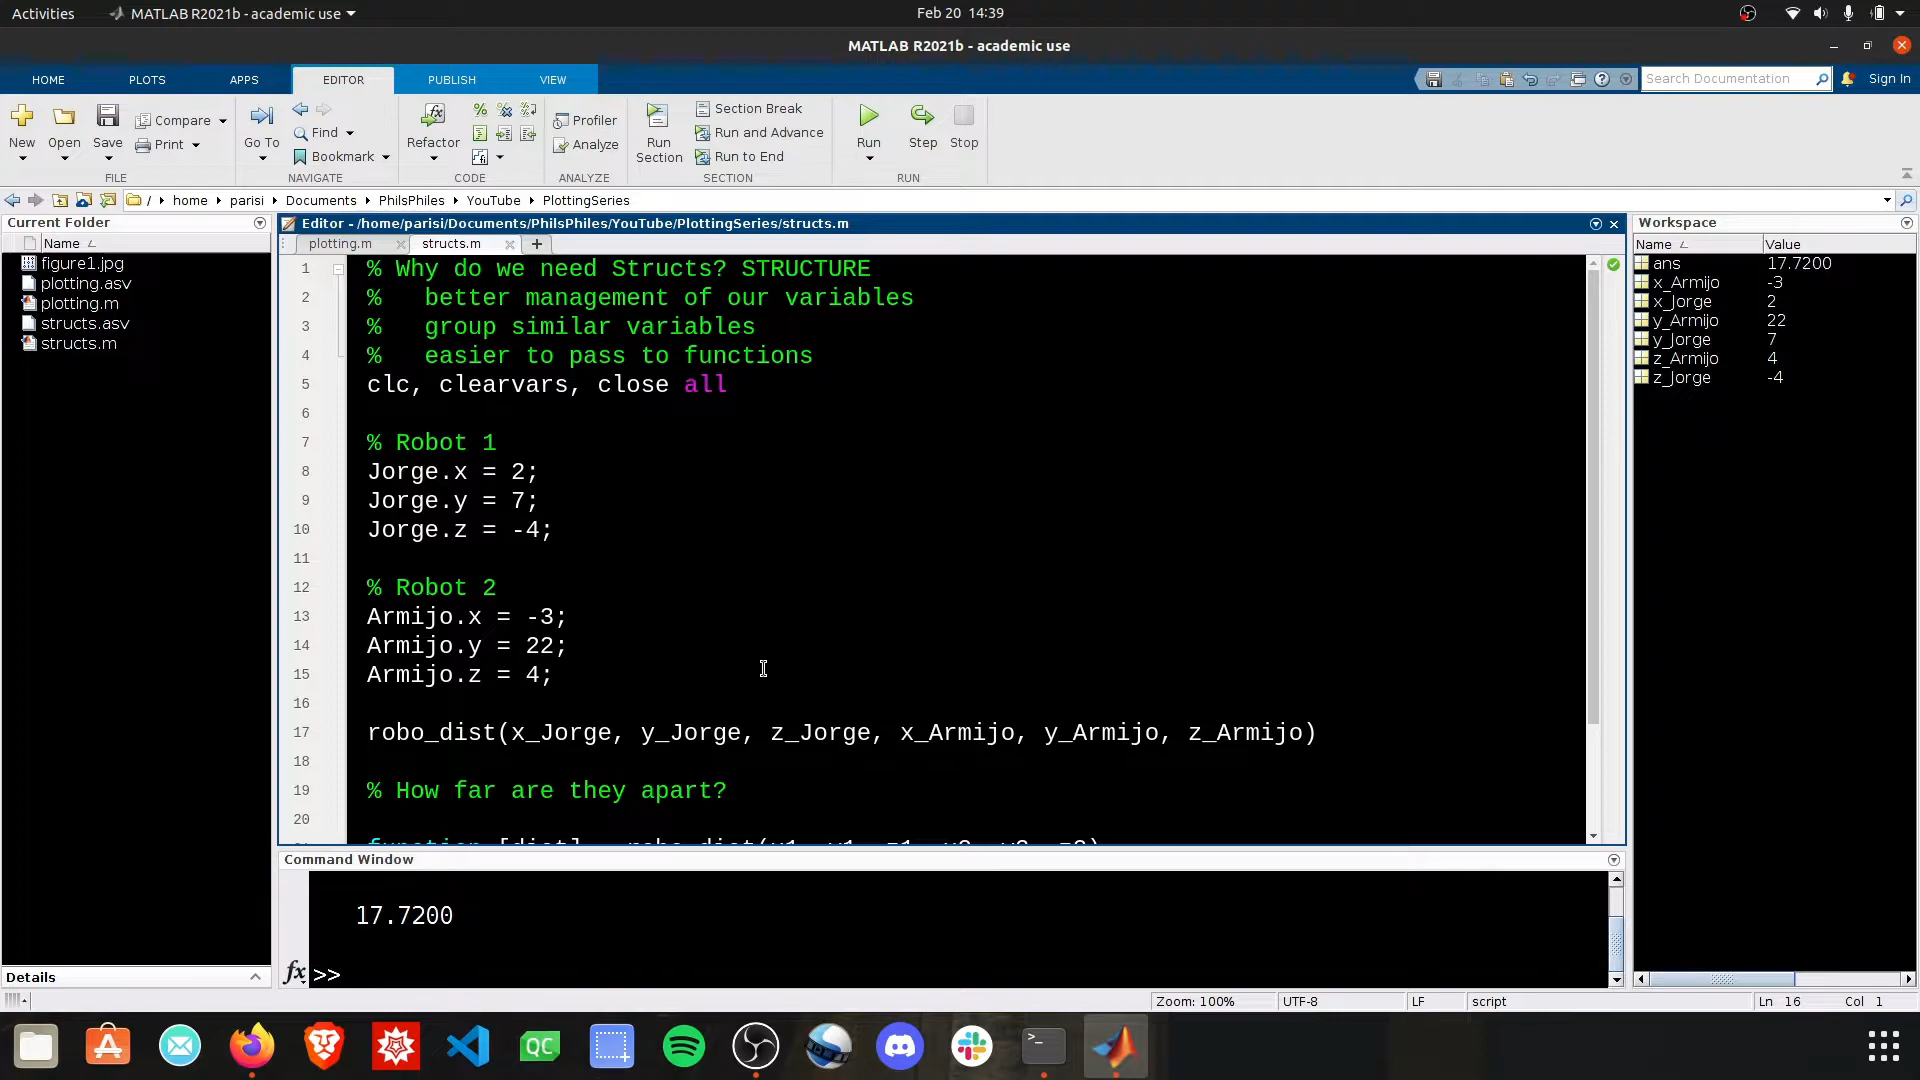 Activities
MATLAB R2021b - academic use
Feb 20 14:39
MATLAB R2021b - academic use
HOME
PLOTS
APPS
EDITOR
PUBLISH
VIEW
Search Documentation
Sign In
New
Open
Save
Compare
Print
FILE
Go To
Find
Bookmark
NAVIGATE
Refactor
CODE
Profiler
Analyze
ANALYZE
Run
Section
Section Break
Run and Advance
Run to End
SECTION
Run
Step
Stop
RUN
/ home parisi Documents PhilsPhiles YouTube PlottingSeries
Current Folder
Name
figure1.jpg
plotting.asv
plotting.m
structs.asv
structs.m
Details
Editor - /home/parisi/Documents/PhilsPhiles/YouTube/PlottingSeries/structs.m
plotting.m
structs.m
1 % Why do we need Structs? STRUCTURE
2 % better management of our variables
3 % group similar variables
4 % easier to pass to functions
5 clc, clearvars, close all
6
7 % Robot 1
8 Jorge.x = 2;
9 Jorge.y = 7;
10 Jorge.z = -4;
11
12 % Robot 2
13 Armijo.x = -3;
14 Armijo.y = 22;
15 Armijo.z = 4;
16
17 robo_dist(x_Jorge, y_Jorge, z_Jorge, x_Armijo, y_Armijo, z_Armijo)
18
19 % How far are they apart?
20
Command Window
17.7200
fx >>
Workspace
Name Value
ans 17.7200
x_Armijo -3
x_Jorge 2
y_Armijo 22
y_Jorge 7
z_Armijo 4
z_Jorge -4
Zoom: 100%
UTF-8
LF
script
Ln 16 Col 1
QC
>_